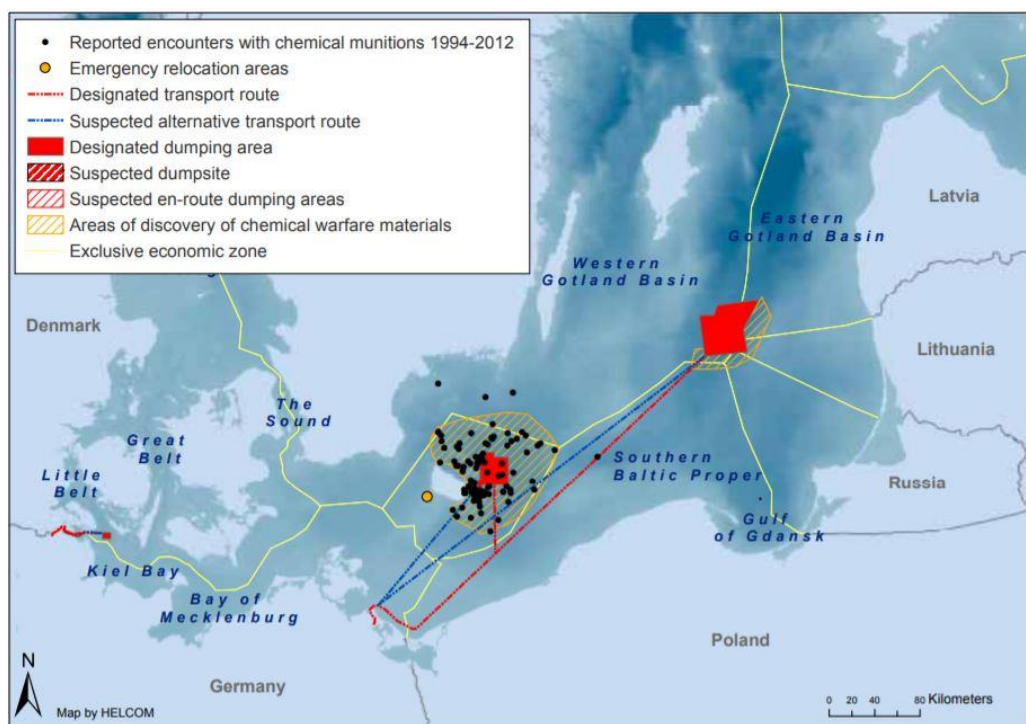 Reported encounters with chemical munitions 1994-2012
Emergency relocation areas
Designated transport route
Suspected alternative transport route
Designated dumping area
Suspected dumpsite
Suspected en-route dumping areas
Areas of discovery of chemical warfare materials
Exclusive economic zone
Latvia
Eastern
Gotland Basin
Western
Gotland Basin
Denmark
Lithuania
The
Sound
Great
Belt
Little
Belt
Southern
Baltic Proper
Russia
Gulf
of Gdansk
Kiel Bay
Bay of
Mecklenburg
Poland
Germany
N
Map by HELCOM
0 20 40 80 Kilometers